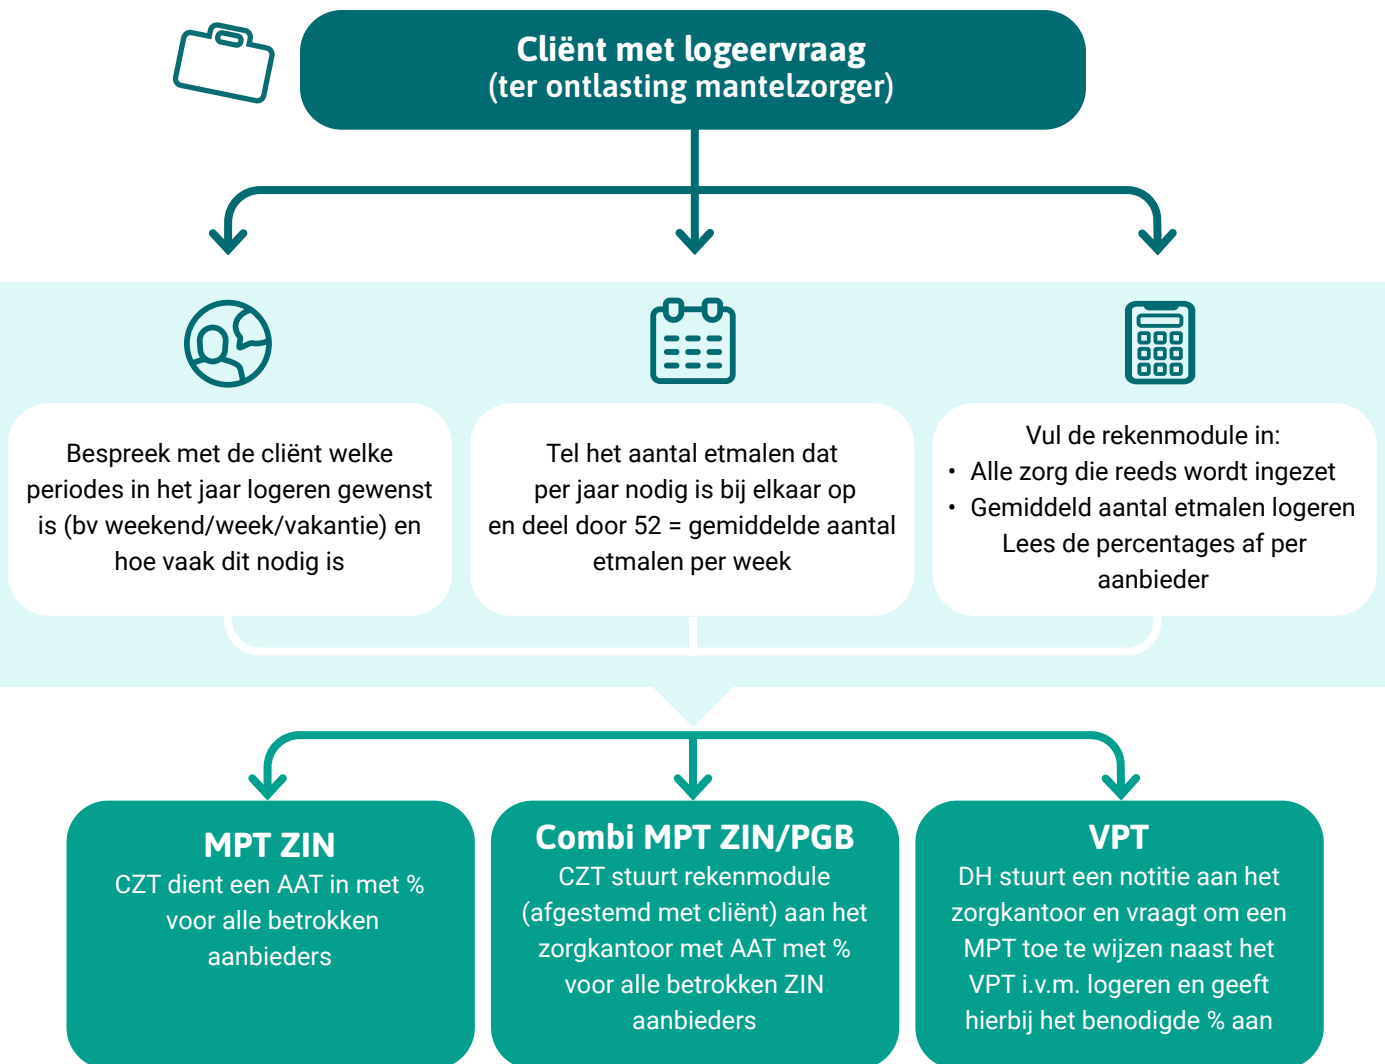 Cliënt met logeervraag
(ter ontlasting mantelzorger)
Bespreek met de cliënt welke
periodes in het jaar logeren gewenst
is (bv weekend/week/vakantie) en
hoe vaak dit nodig is
Tel het aantal etmalen dat
per jaar nodig is bij elkaar op
en deel door 52 = gemiddelde aantal
etmalen per week
Vul de rekenmodule in:
• Alle zorg die reeds wordt ingezet
• Gemiddeld aantal etmalen logeren
Lees de percentages af per
aanbieder
MPT ZIN
CZT dient een AAT in met %
voor alle betrokken
aanbieders
Combi MPT ZIN/PGB
CZT stuurt rekenmodule
(afgestemd met cliënt) aan het
zorgkantoor met AAT met %
voor alle betrokken ZIN
aanbieders
VPT
DH stuurt een notitie aan het
zorgkantoor en vraagt om een
MPT toe te wijzen naast het
VPT i.v.m. logeren en geeft
hierbij het benodigde % aan